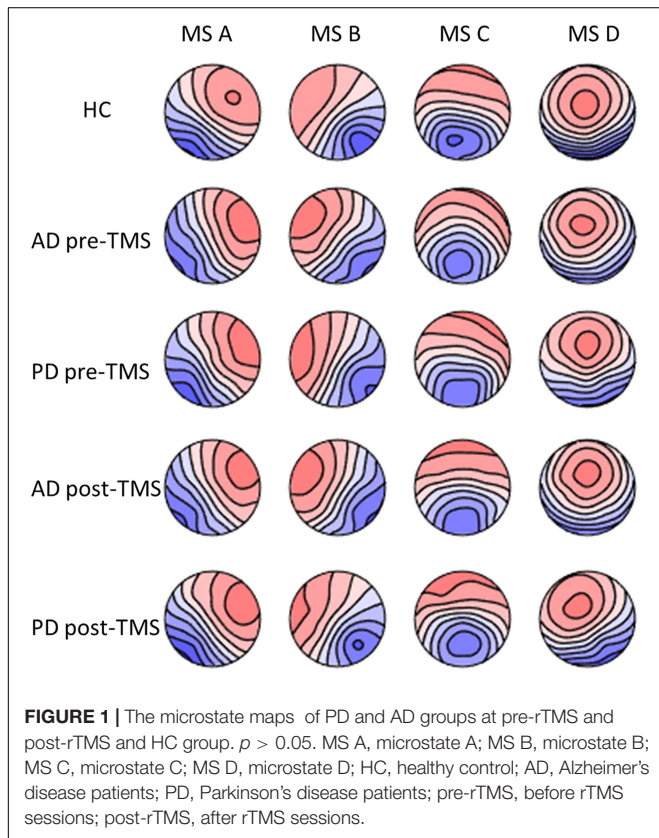 MS A MS B MS C MS D
HC
AD pre-TMS
PD pre-TMS
AD post-TMS
PD post-TMS
FIGURE 1 | The microstate maps of PD and AD groups at pre-rTMS and
post-rTMS and HC group. p > 0.05. MS A, microstate A; MS B, microstate B;
MS C, microstate C; MS D, microstate D; HC, healthy control; AD, Alzheimer's
disease patients; PD, Parkinson's disease patients; pre-rTMS, before rTMS
sessions; post-rTMS, after rTMS sessions.